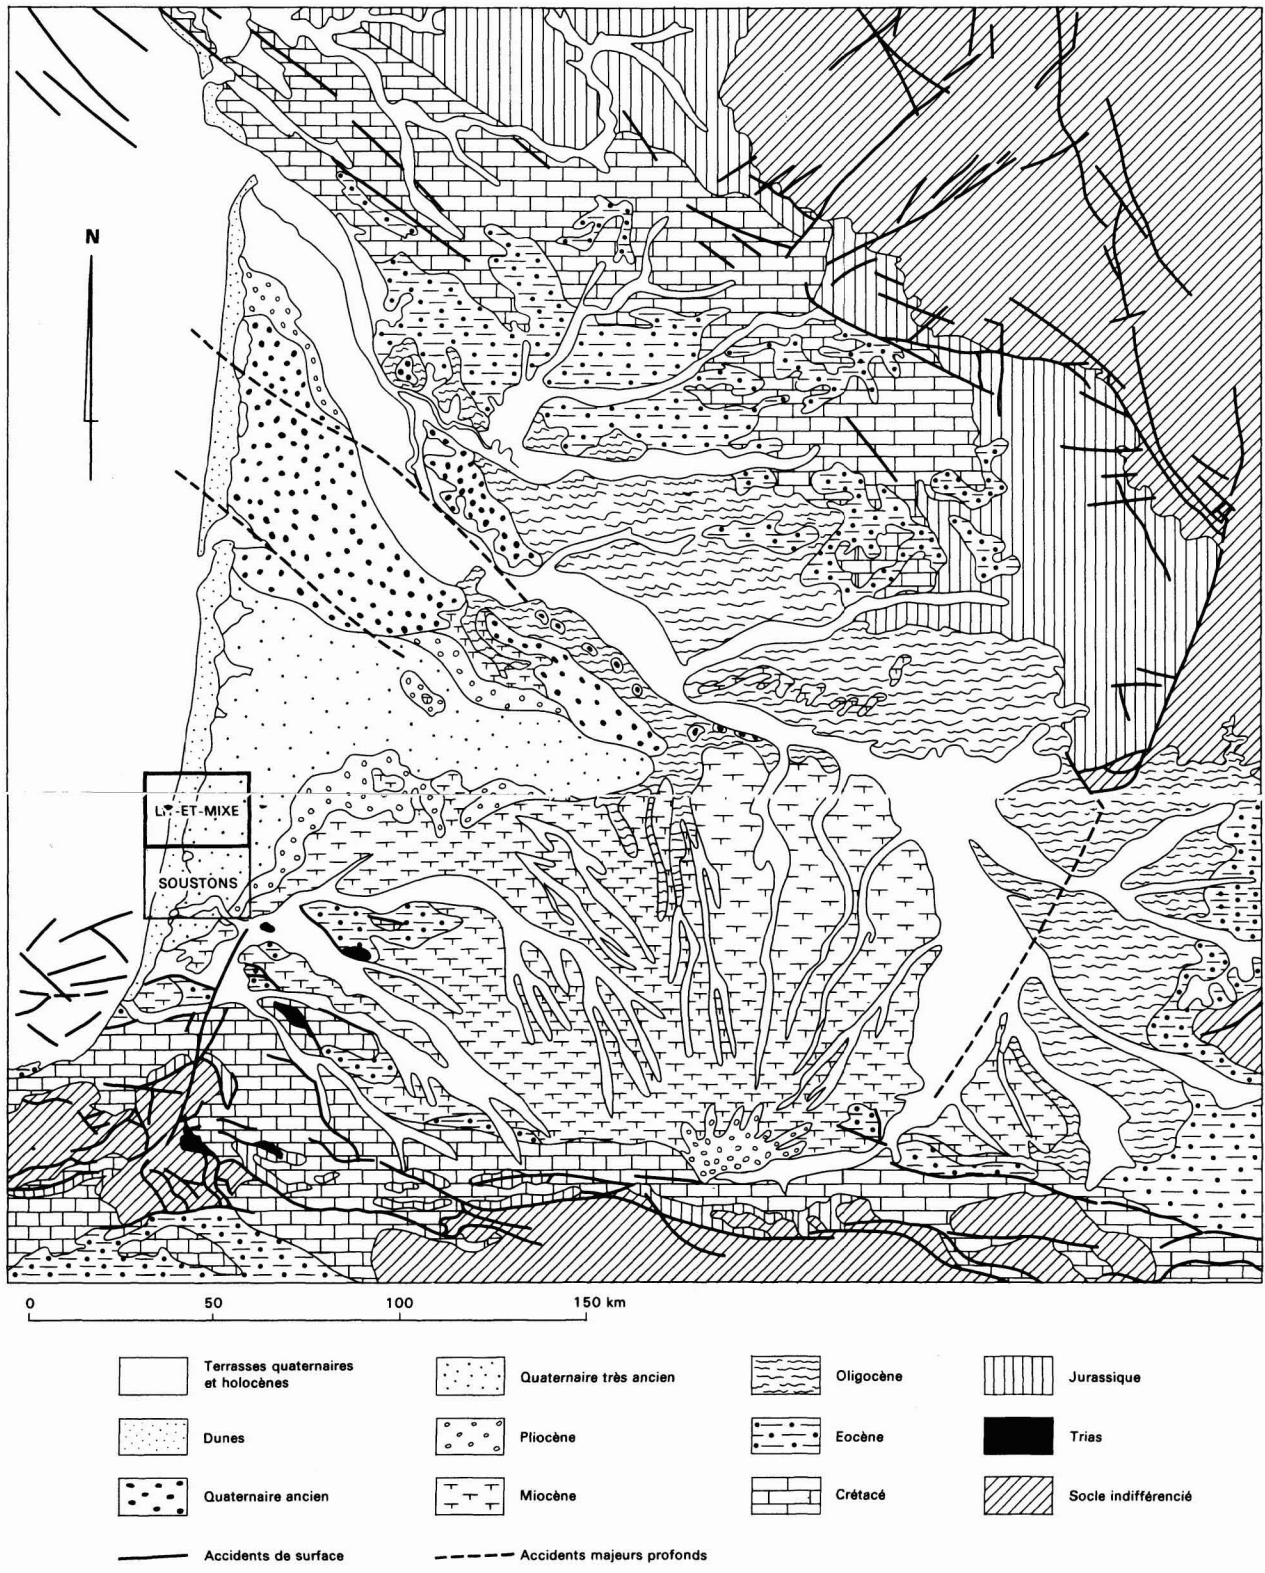 N
L -ET-MIXE
SOUSTONS
0 50 100 150 km
Terrasses quaternaires
et holocènes
Quaternaire très ancien
Oligocène
Jurassique
Dunes
Pliocène
Eocène
Trias
Quaternaire ancien
Miocène
Crétacé
Socle indifférencié
Accidents de surface
Accidents majeurs profonds